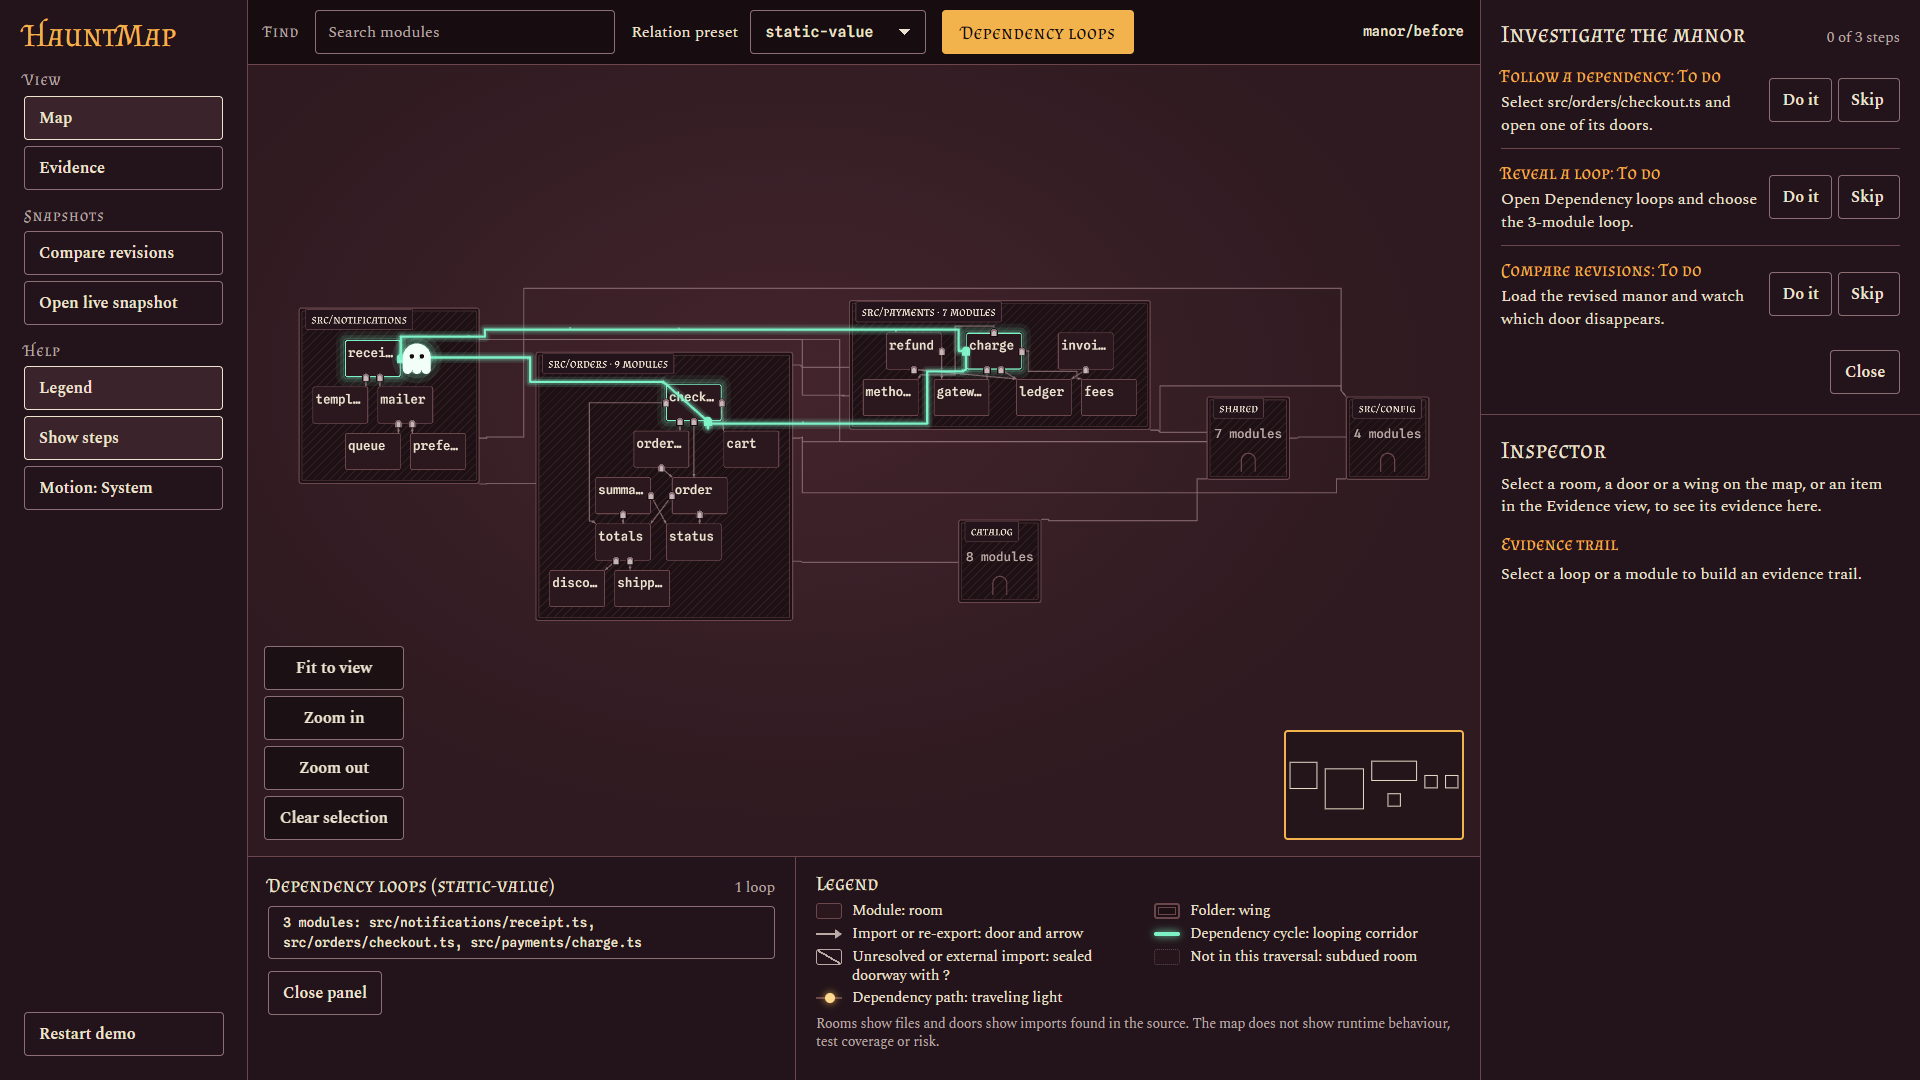 HauntMap
View
Map
Evidence
Snapshots
Compare revisions
Open live snapshot
Help
Legend
Show steps
Motion: System
Restart demo
Find
Search modules
Relation preset
static-value
Dependency loops
manor/before
src/notifications
recei…
templ…
mailer
queue
prefe…
src/orders · 9 modules
check…
order…
cart
summa…
order
totals
status
disco…
shipp…
src/payments · 7 modules
refund
charge
invoi…
metho…
gatew…
ledger
fees
shared
7 modules
src/config
4 modules
catalog
8 modules
Fit to view
Zoom in
Zoom out
Clear selection
Dependency loops (static-value)
1 loop
3 modules: src/notifications/receipt.ts,
src/orders/checkout.ts, src/payments/charge.ts
Close panel
Legend
Module: room
Import or re-export: door and arrow
Unresolved or external import: sealed
doorway with ?
Dependency path: traveling light
Folder: wing
Dependency cycle: looping corridor
Not in this traversal: subdued room
Rooms show files and doors show imports found in the source. The map does not show runtime behaviour,
test coverage or risk.
Investigate the manor
0 of 3 steps
Follow a dependency: To do
Select src/orders/checkout.ts and
open one of its doors.
Do it
Skip
Reveal a loop: To do
Open Dependency loops and choose
the 3-module loop.
Do it
Skip
Compare revisions: To do
Load the revised manor and watch
which door disappears.
Do it
Skip
Close
Inspector
Select a room, a door or a wing on the map, or an item
in the Evidence view, to see its evidence here.
Evidence trail
Select a loop or a module to build an evidence trail.